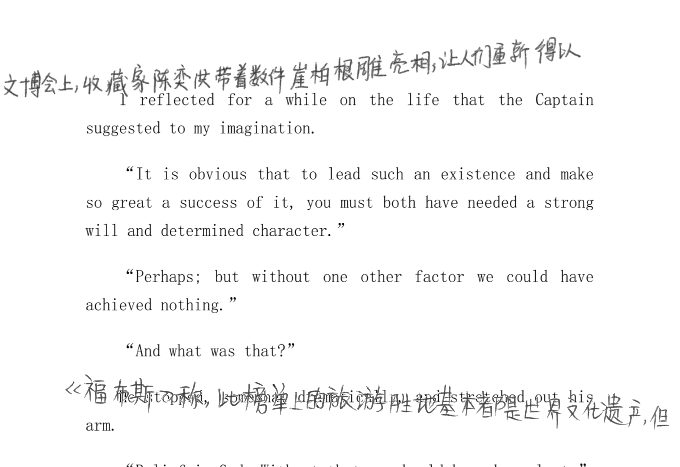 文博会上,收藏家陈奕仗带着数件崖柏根雕亮相,让人们重新得以
I reflected for a while on the life that the Captain
suggested to my imagination.
“It is obvious that to lead such an existence and make
so great a success of it, you must both have needed a strong
will and determined character.”
“Perhaps; but without one other factor we could have
achieved nothing.”
“And what was that?”
《福布斯》称,此榜单上的旅游胜地基本都是世界文化遗产,但
He stopped, somewhat dramatically, and stretched out his
arm.